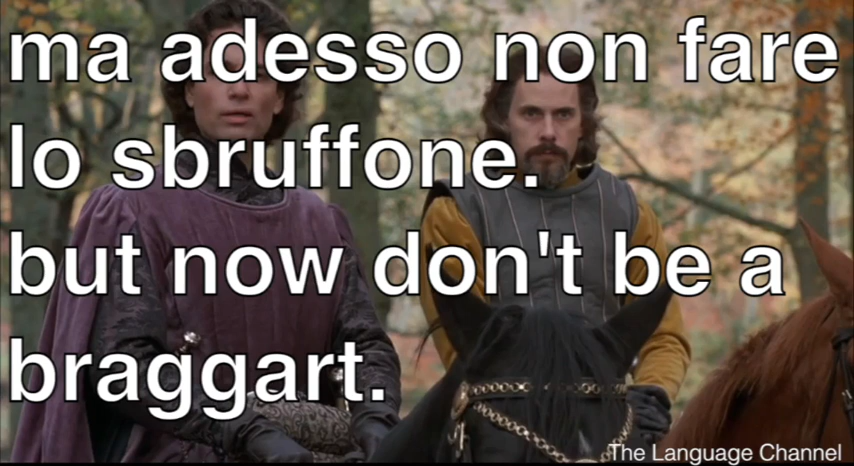 ma adesso non fare
lo sbruffone.
but now don't be a
braggart.
The Language Channel